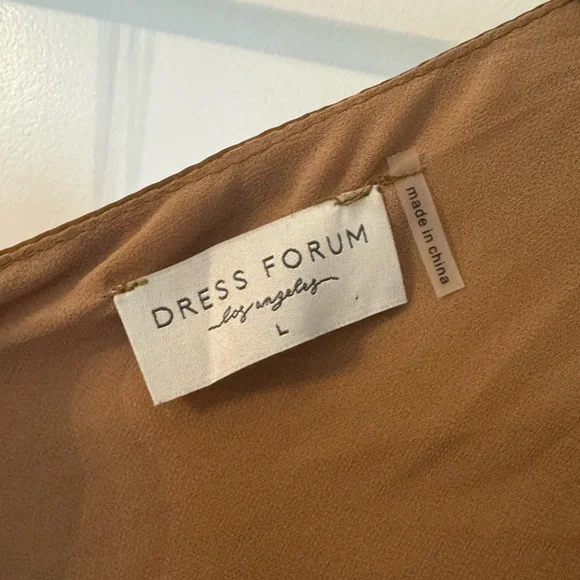 DRESS FORUM
los angeles
L
made in china